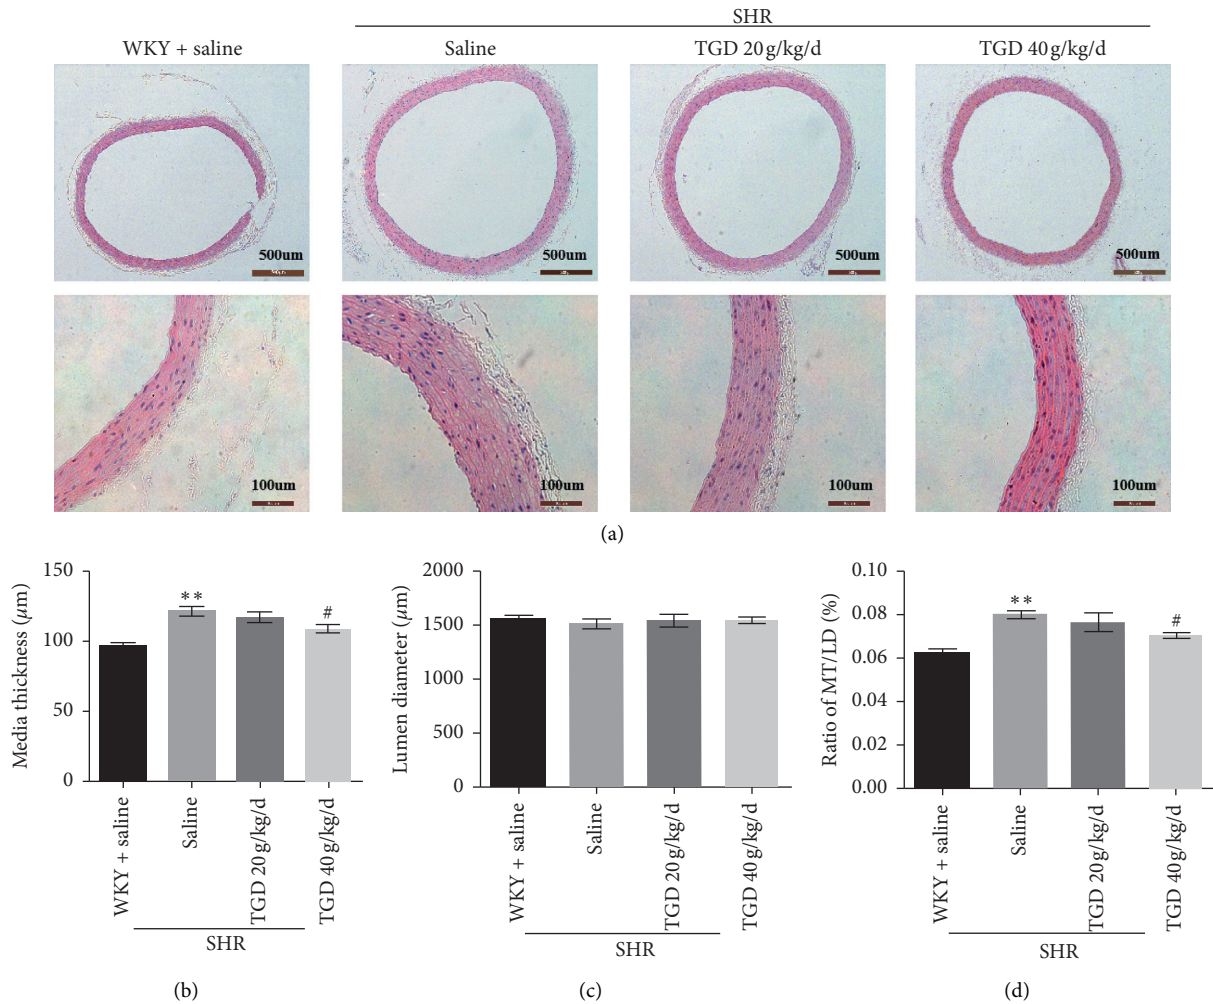 SHR
WKY + saline
Saline
TGD 20 g/kg/d
TGD 40 g/kg/d
500um
500um
500um
500um
100um
100um
100um
100um
(a)
Media thickness (μm)
150
100
50
0
**
#
WKY + saline
Saline
TGD 20 g/kg/d
TGD 40 g/kg/d
SHR
(b)
Lumen diameter (μm)
2000
1500
1000
500
0
WKY + saline
Saline
TGD 20 g/kg/d
TGD 40 g/kg/d
SHR
(c)
Ratio of MT/LD (%)
0.10
0.08
0.06
0.04
0.02
0.00
**
#
WKY + saline
Saline
TGD 20 g/kg/d
TGD 40 g/kg/d
SHR
(d)